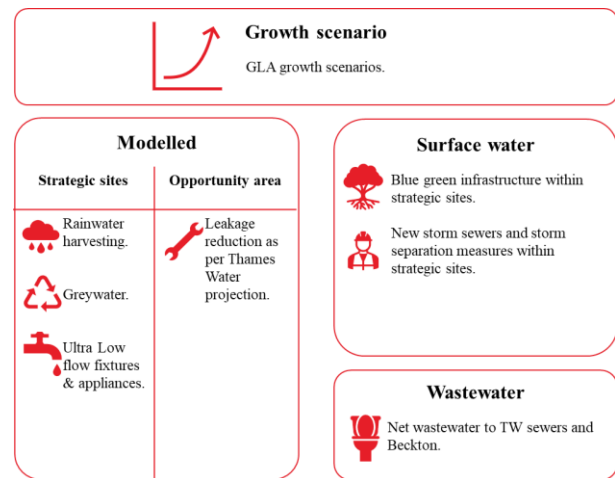 Growth scenario
GLA growth scenarios.
Modelled
Strategic sites
Opportunity area
Rainwater
harvesting.
Greywater.
Ultra Low
flow fixtures
& appliances.
Leakage
reduction as
per Thames
Water
projection.
Surface water
Blue green infrastructure within
strategic sites.
New storm sewers and storm
separation measures within
strategic sites.
Wastewater
Net wastewater to TW sewers and
Beckton.